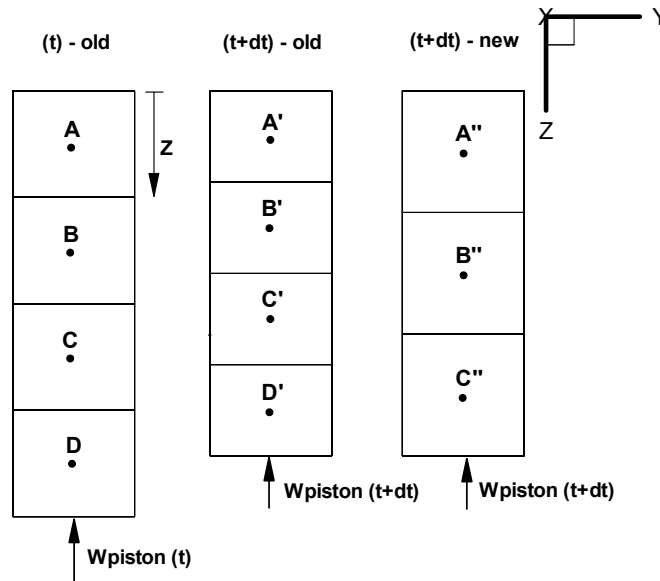 (t) - old
(t+dt) - old
(t+dt) - new
X
Y
Z
A
Z
B
C
D
Wpiston (t)
A'
B'
C'
D'
Wpiston (t+dt)
A"
B"
C"
Wpiston (t+dt)